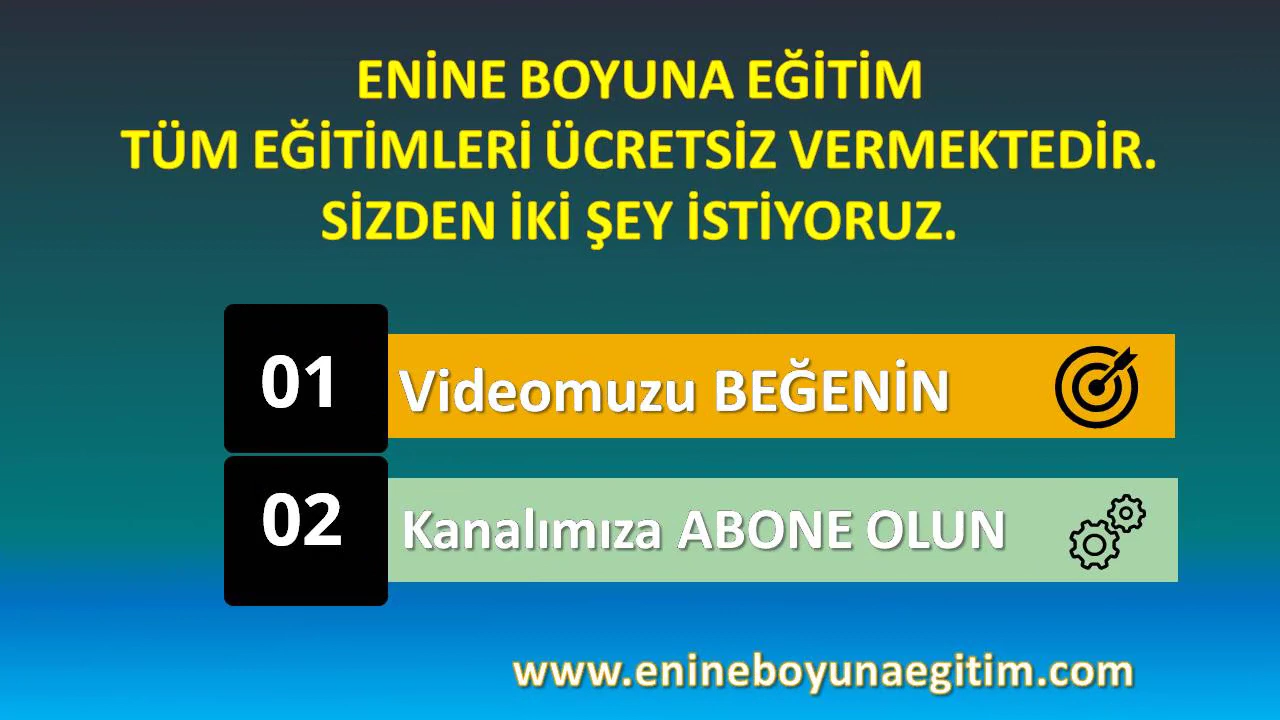 ENİNE BOYUNA EĞİTİM
TÜM EĞİTİMLERİ ÜCRETSİZ VERMEKTEDİR.
SİZDEN İKİ ŞEY İSTİYORUZ.
01 Videomuzu BEĞENİN
02 Kanalımıza ABONE OLUN
www.enineboyunaegitim.com